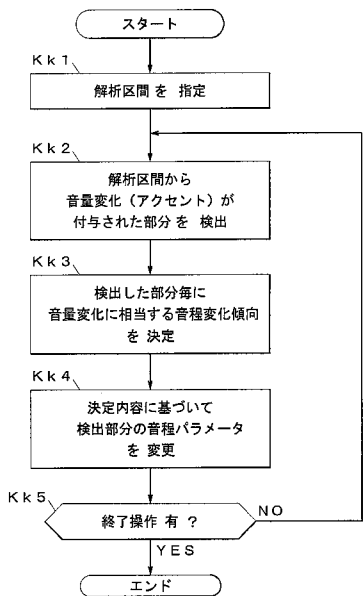 スタート
Kk1
解析区間 を 指定
Kk2
解析区間から
音量変化（アクセント）が
付与された部分 を 検出
Kk3
検出した部分毎に
音量変化に相当する音程変化傾向
を 決定
Kk4
決定内容に基づいて
検出部分の音程パラメータ
を 変更
Kk5
終了操作 有 ?
NO
YES
エンド